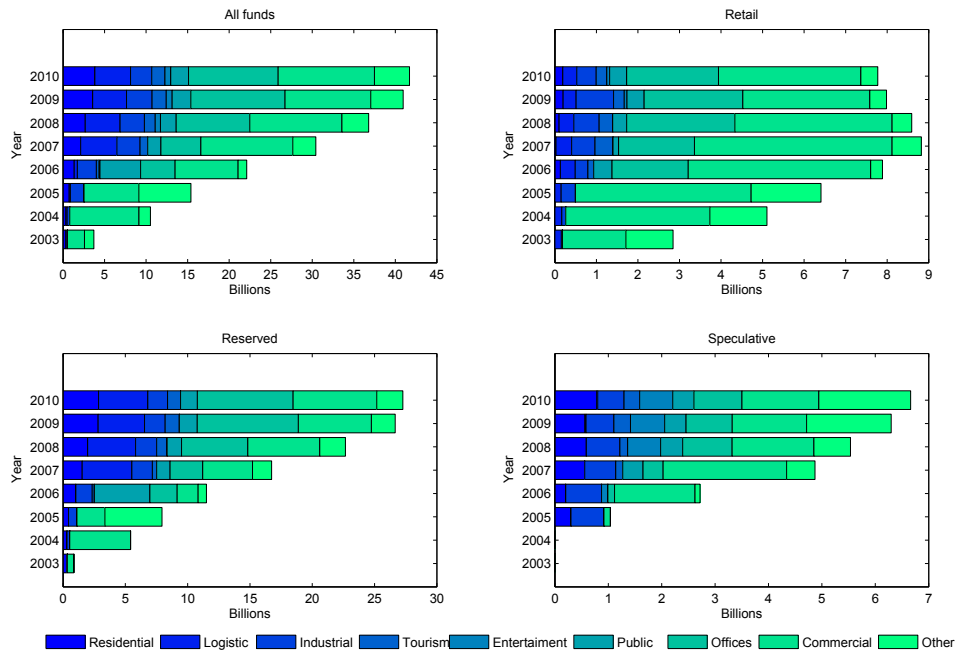 All funds
Year
2010
2009
2008
2007
2006
2005
2004
2003
0 5 10 15 20 25 30 35 40 45
Billions
Retail
Year
2010
2009
2008
2007
2006
2005
2004
2003
0 1 2 3 4 5 6 7 8 9
Billions
Reserved
Year
2010
2009
2008
2007
2006
2005
2004
2003
0 5 10 15 20 25 30
Billions
Speculative
Year
2010
2009
2008
2007
2006
2005
2004
2003
0 1 2 3 4 5 6 7
Billions
Residential Logistic Industrial Tourism Entertaiment Public Offices Commercial Other